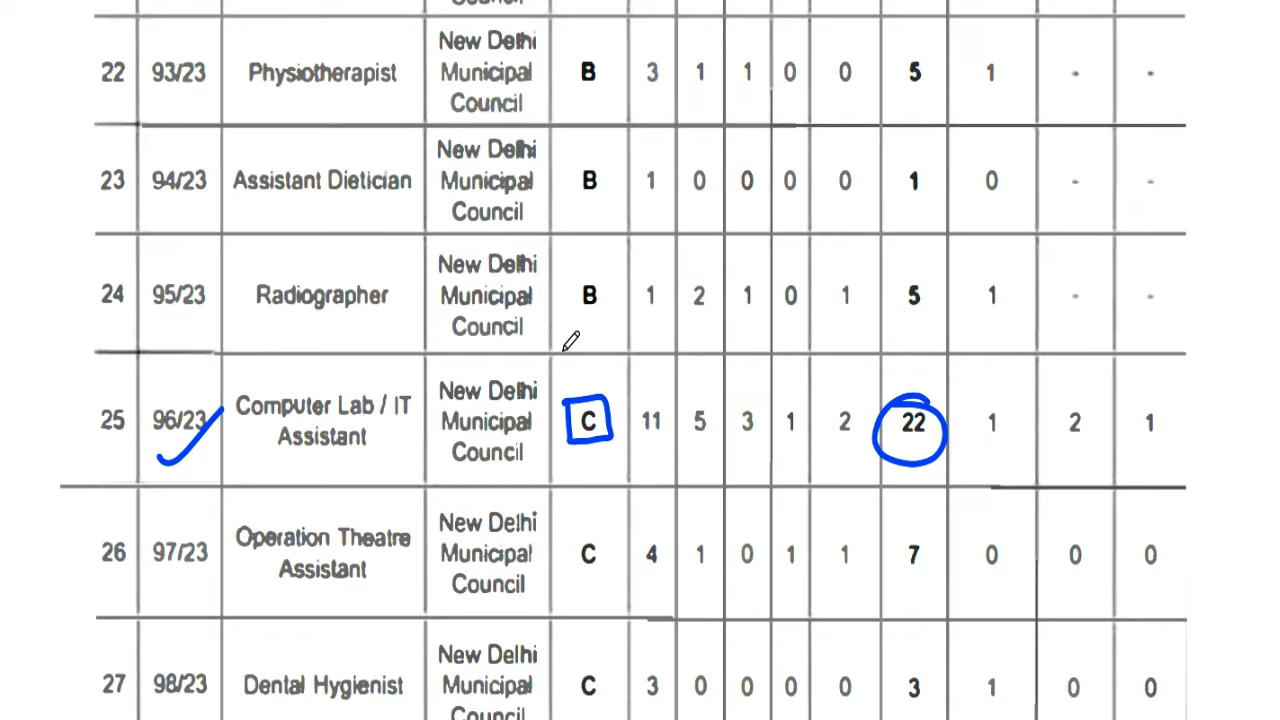 Council
22 93/23 Physiotherapist New Delhi Municipal Council B 3 1 1 0 0 5 1 - -
23 94/23 Assistant Dietician New Delhi Municipal Council B 1 0 0 0 0 1 0 - -
24 95/23 Radiographer New Delhi Municipal Council B 1 2 1 0 1 5 1 - -
25 96/23 Computer Lab / IT Assistant New Delhi Municipal Council C 11 5 3 1 2 22 1 2 1
26 97/23 Operation Theatre Assistant New Delhi Municipal Council C 4 1 0 1 1 7 0 0 0
27 98/23 Dental Hygienist New Delhi Municipal Council C 3 0 0 0 0 3 1 0 0